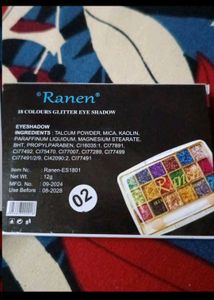 "Ranen"
18 COLOURS GLITTER EYE SHADOW
EYESHADOW
INGREDIENTS: TALCUM POWDER, MICA, KAOLIN,
PARAFFINUM LIQUIDUM, MAGNESIUM STEARATE,
BHT, PROPYLPARABEN, CI16035:1, CI77891,
CI77492, CI75470, CI77007, CI77289, CI77499
CI77491/2/9, CI42090:2, CI77491
Item No.: Ranen-ES1801
Net wt.: 12g
MFG. No.: 09-2024
Use Before : 08-2028
02